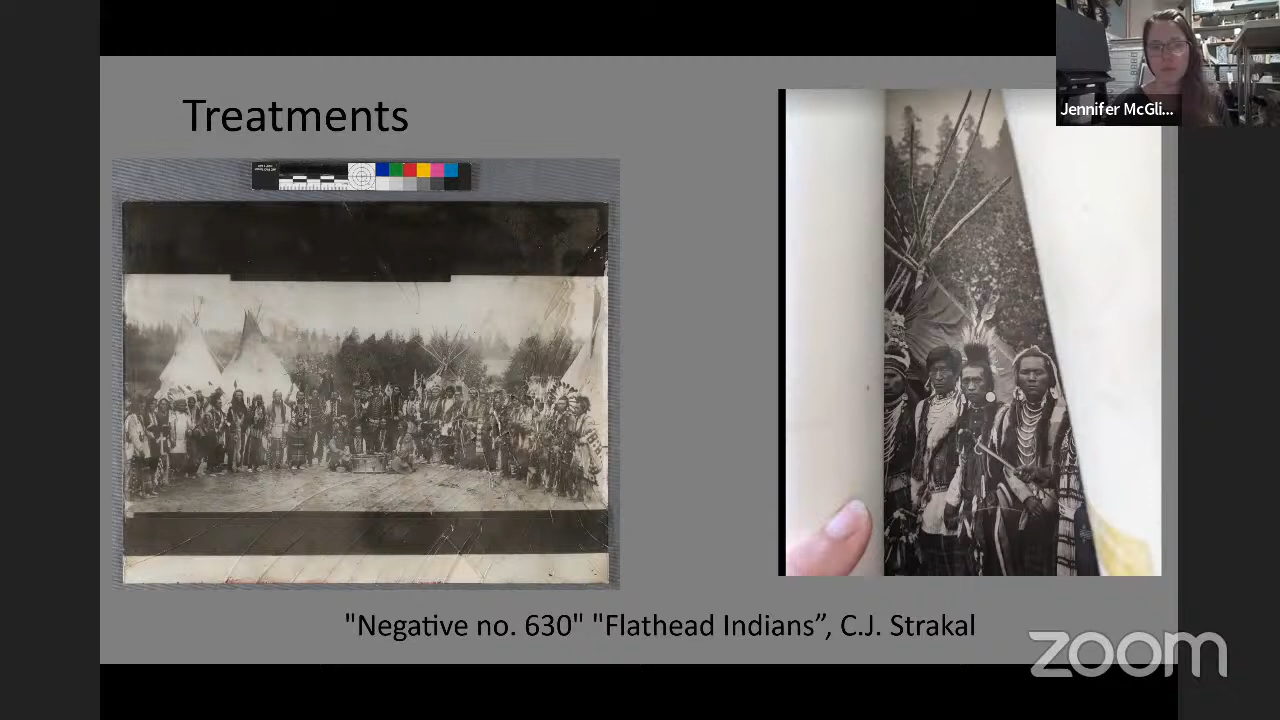 Treatments
Jennifer McGli...
"Negative no. 630" "Flathead Indians”, C.J. Strakal
zoom